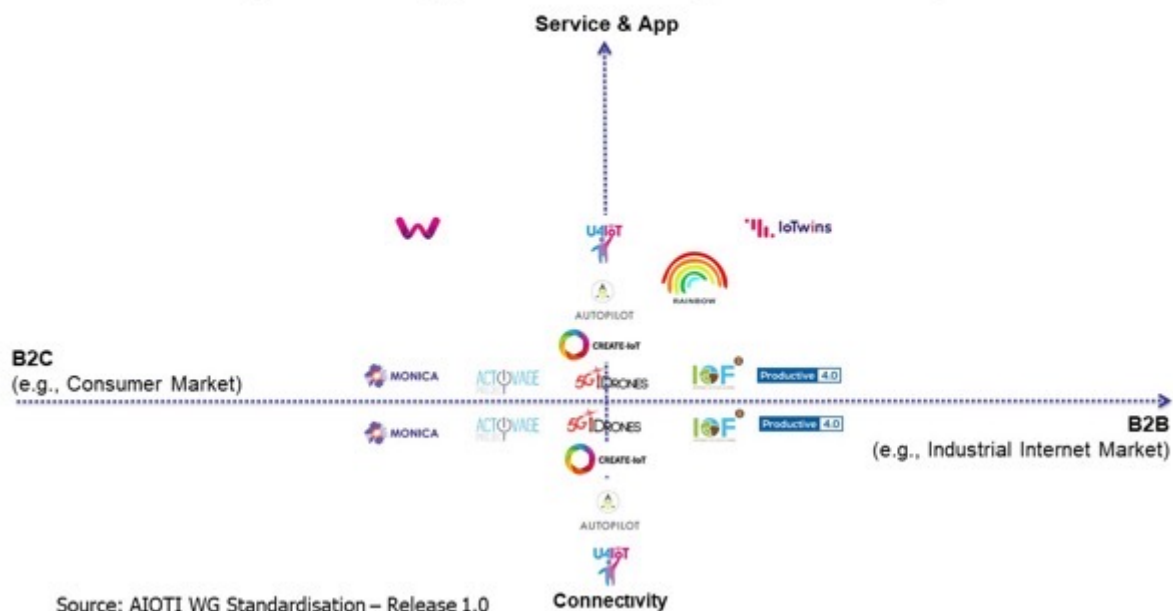 Service & App
W
U4IoT
IoTwins
RAINBOW
AUTOPILOT
CREATE-IoT
B2C
(e.g., Consumer Market)
MONICA
ACTIVAGE
PROJECT
5G!DRONES
IOF
Productive 4.0
MONICA
ACTIVAGE
PROJECT
5G!DRONES
IOF
Productive 4.0
B2B
(e.g., Industrial Internet Market)
CREATE-IoT
AUTOPILOT
U4IoT
Connectivity
Source: AIOTI WG Standardisation – Release 1.0